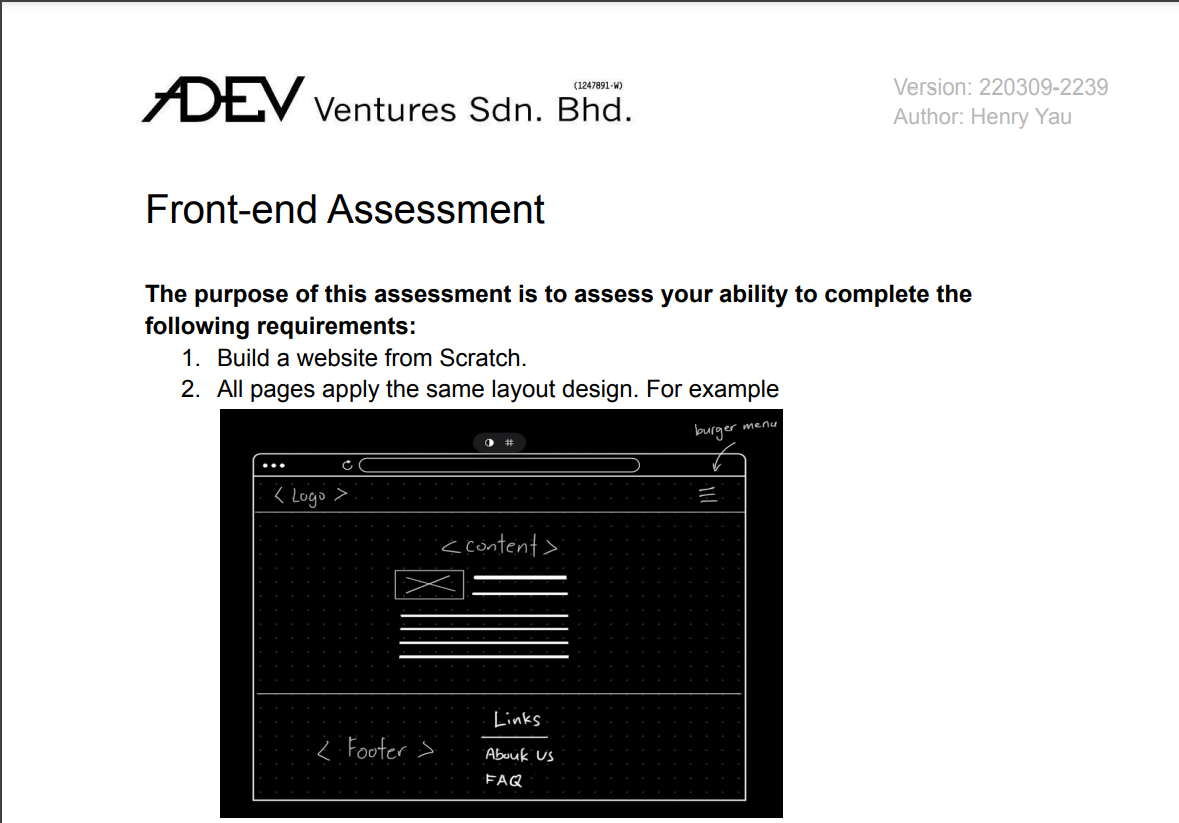 ADEV Ventures Sdn. Bhd.
(1247891-W)
Version: 220309-2239
Author: Henry Yau
Front-end Assessment
The purpose of this assessment is to assess your ability to complete the
following requirements:
1. Build a website from Scratch.
2. All pages apply the same layout design. For example
burger menu
< Logo >
<content>
Links
< Footer >
Abouk Us
FAQ